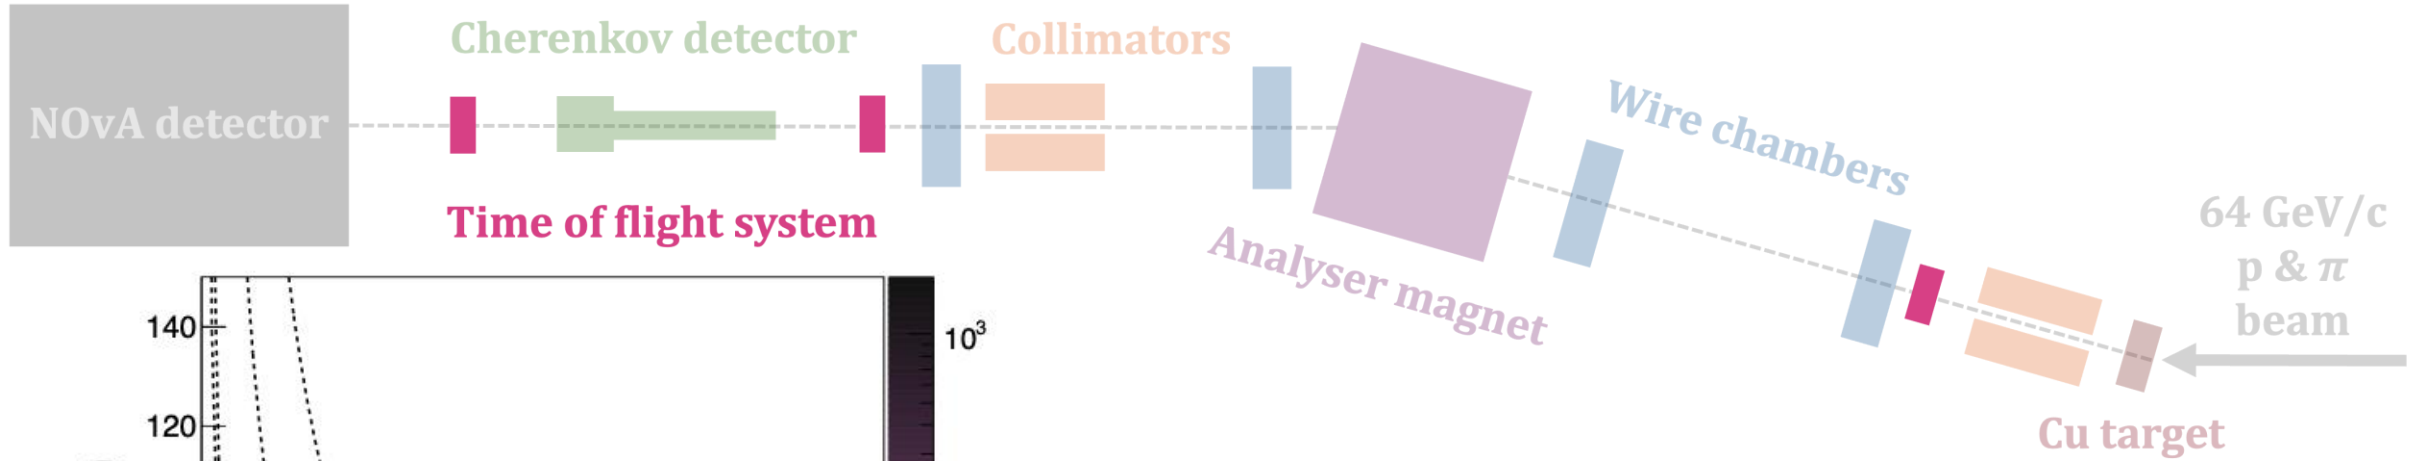 Cherenkov detector
Collimators
NOvA detector
Wire chambers
Time of flight system
Analyser magnet
64 GeV/c
p & π
beam
Cu target
140
120
10³